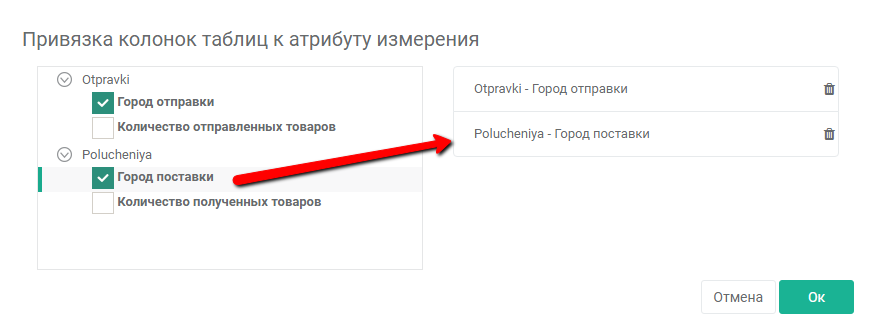 Привязка колонок таблиц к атрибуту измерения
Otpravki
Город отправки
Количество отправленных товаров
Polucheniya
Город поставки
Количество полученных товаров
Otpravki - Город отправки
Polucheniya - Город поставки
Отмена
Ок